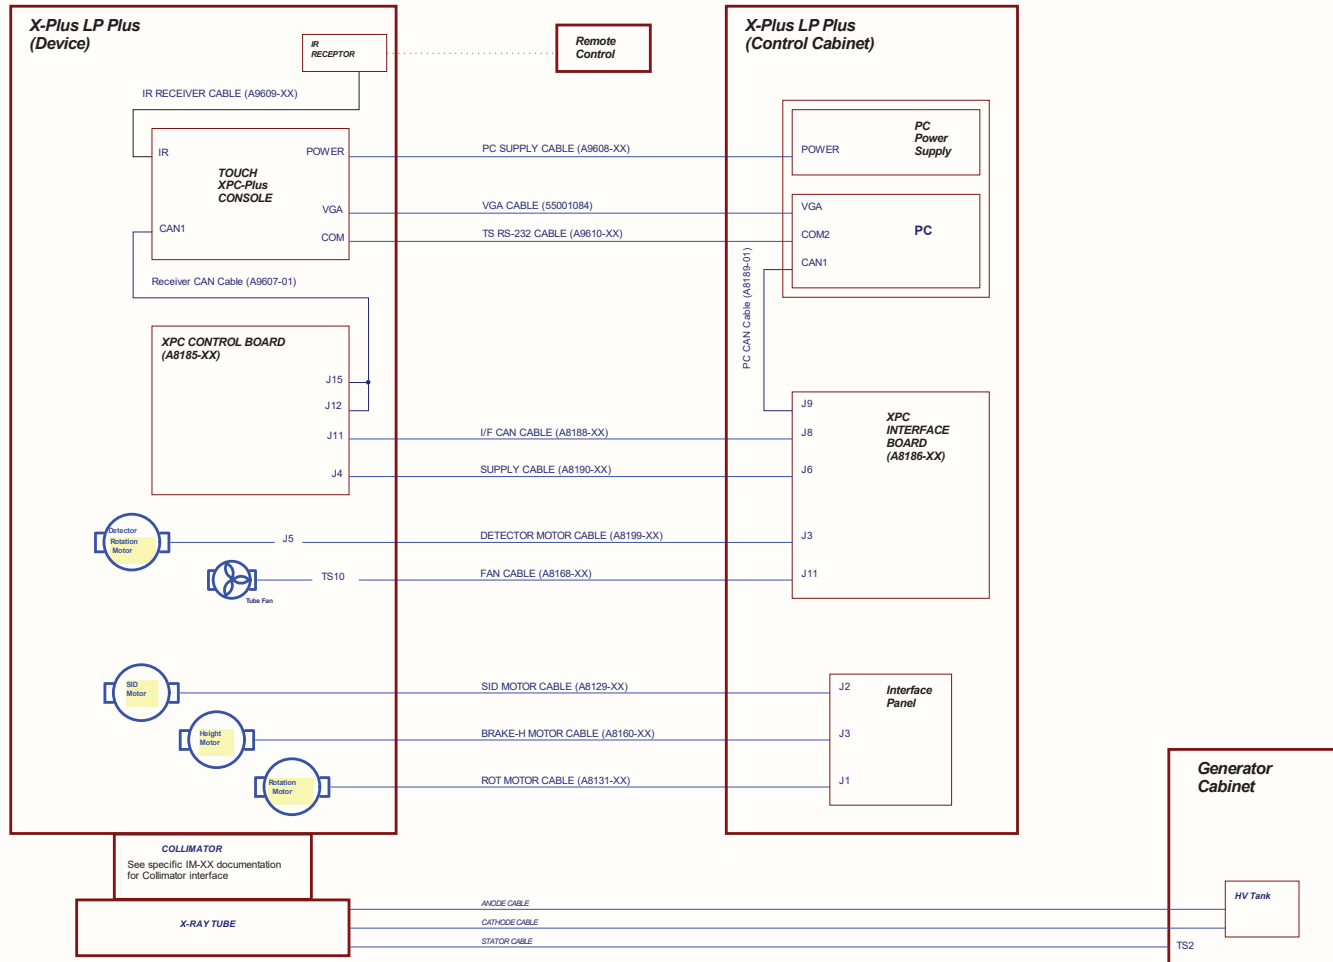 X-Plus LP Plus
(Device)
IR
RECEPTOR
Remote
Control
X-Plus LP Plus
(Control Cabinet)
IR RECEIVER CABLE (A9609-XX)
IR
POWER
TOUCH
XPC-Plus
CONSOLE
VGA
CAN1
COM
PC SUPPLY CABLE (A9608-XX)
VGA CABLE (55001084)
TS RS-232 CABLE (A9610-XX)
POWER
PC
Power
Supply
VGA
COM2
PC
CAN1
PC CAN Cable (A8189-01)
Receiver CAN Cable (A9607-01)
XPC CONTROL BOARD
(A8185-XX)
J15
J12
J11
J4
I/F CAN CABLE (A8188-XX)
SUPPLY CABLE (A8190-XX)
J9
J8
J6
XPC
INTERFACE
BOARD
(A8186-XX)
Detector
Rotation
Motor
J5
DETECTOR MOTOR CABLE (A8199-XX)
J3
Tube Fan
TS10
FAN CABLE (A8168-XX)
J11
SID
Motor
SID MOTOR CABLE (A8129-XX)
J2
Interface
Panel
Height
Motor
BRAKE-H MOTOR CABLE (A8160-XX)
J3
Rotation
Motor
ROT MOTOR CABLE (A8131-XX)
J1
Generator
Cabinet
COLLIMATOR
See specific IM-XX documentation
for Collimator interface
X-RAY TUBE
ANODE CABLE
CATHODE CABLE
STATOR CABLE
HV Tank
TS2